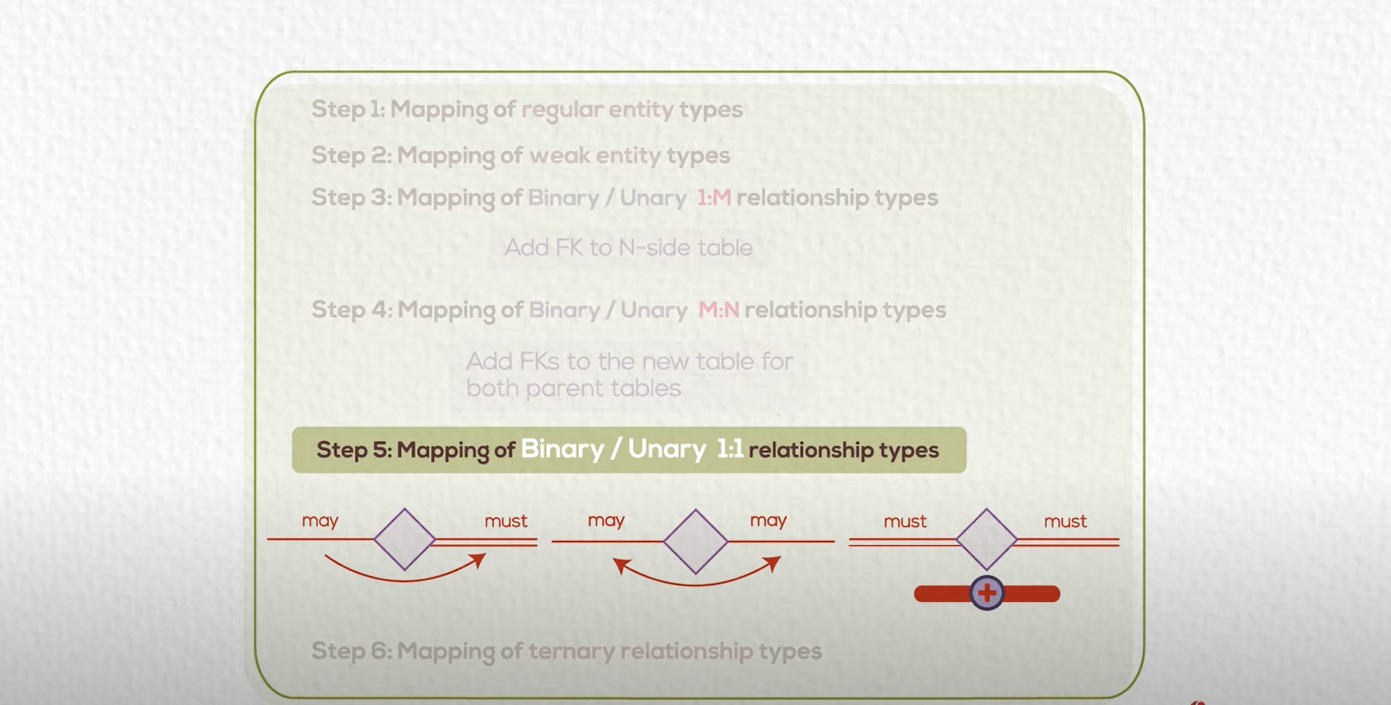 Step 1: Mapping of regular entity types
Step 2: Mapping of weak entity types
Step 3: Mapping of Binary / Unary 1:M relationship types
Add FK to N-side table
Step 4: Mapping of Binary / Unary M:N relationship types
Add FKs to the new table for
both parent tables
Step 5: Mapping of Binary / Unary 1:1 relationship types
may must may may must must
Step 6: Mapping of ternary relationship types